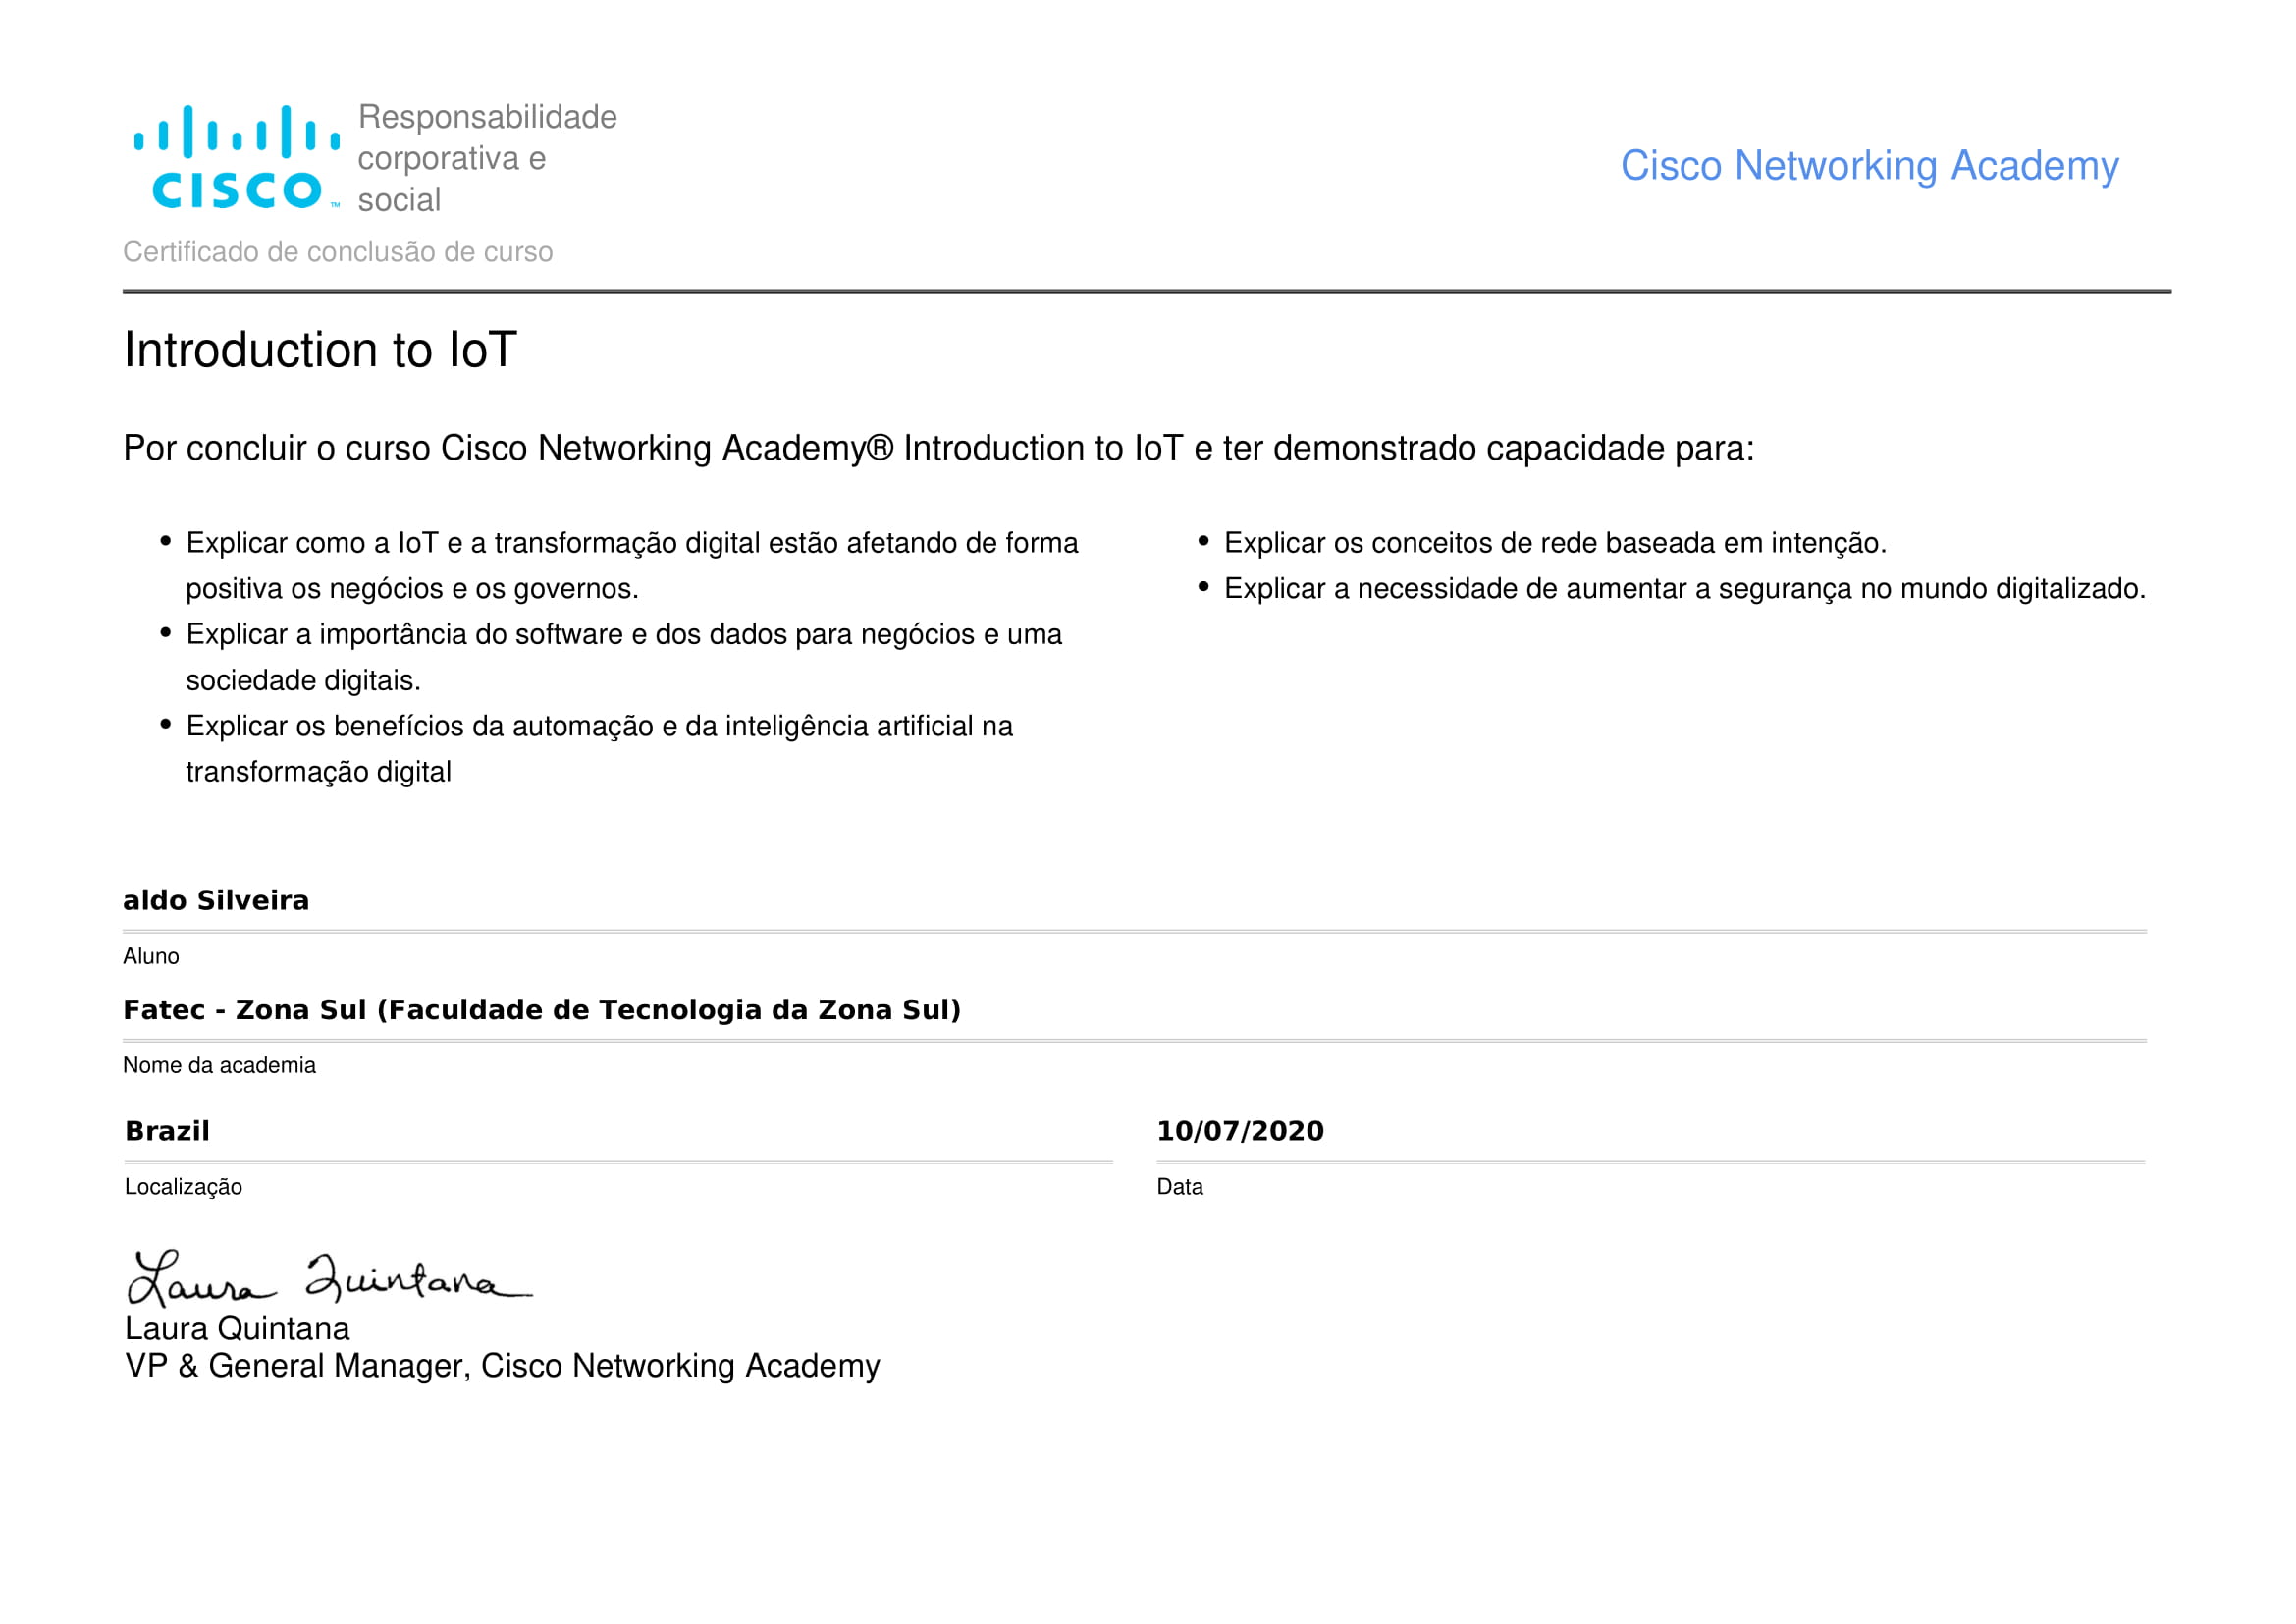 CISCO™
Responsabilidade
corporativa e
social
Cisco Networking Academy
Certificado de conclusão de curso
Introduction to IoT
Por concluir o curso Cisco Networking Academy® Introduction to IoT e ter demonstrado capacidade para:
• Explicar como a IoT e a transformação digital estão afetando de forma
positiva os negócios e os governos.
• Explicar a importância do software e dos dados para negócios e uma
sociedade digitais.
• Explicar os benefícios da automação e da inteligência artificial na
transformação digital
• Explicar os conceitos de rede baseada em intenção.
• Explicar a necessidade de aumentar a segurança no mundo digitalizado.
aldo Silveira
Aluno
Fatec - Zona Sul (Faculdade de Tecnologia da Zona Sul)
Nome da academia
Brazil
Localização
10/07/2020
Data
Laura Quintana
Laura Quintana
VP & General Manager, Cisco Networking Academy